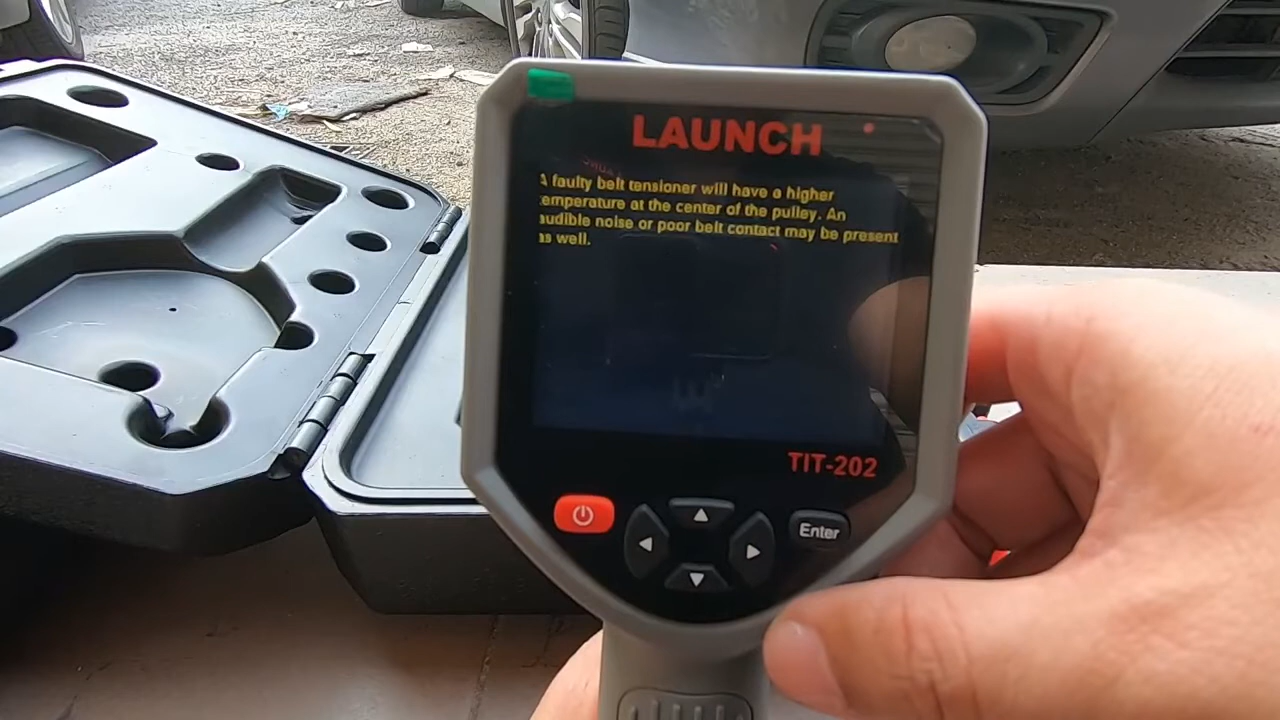 LAUNCH
A faulty belt tensioner will have a higher
temperature at the center of the pulley. An
audible noise or poor belt contact may be present
as well.
TIT-202
Enter